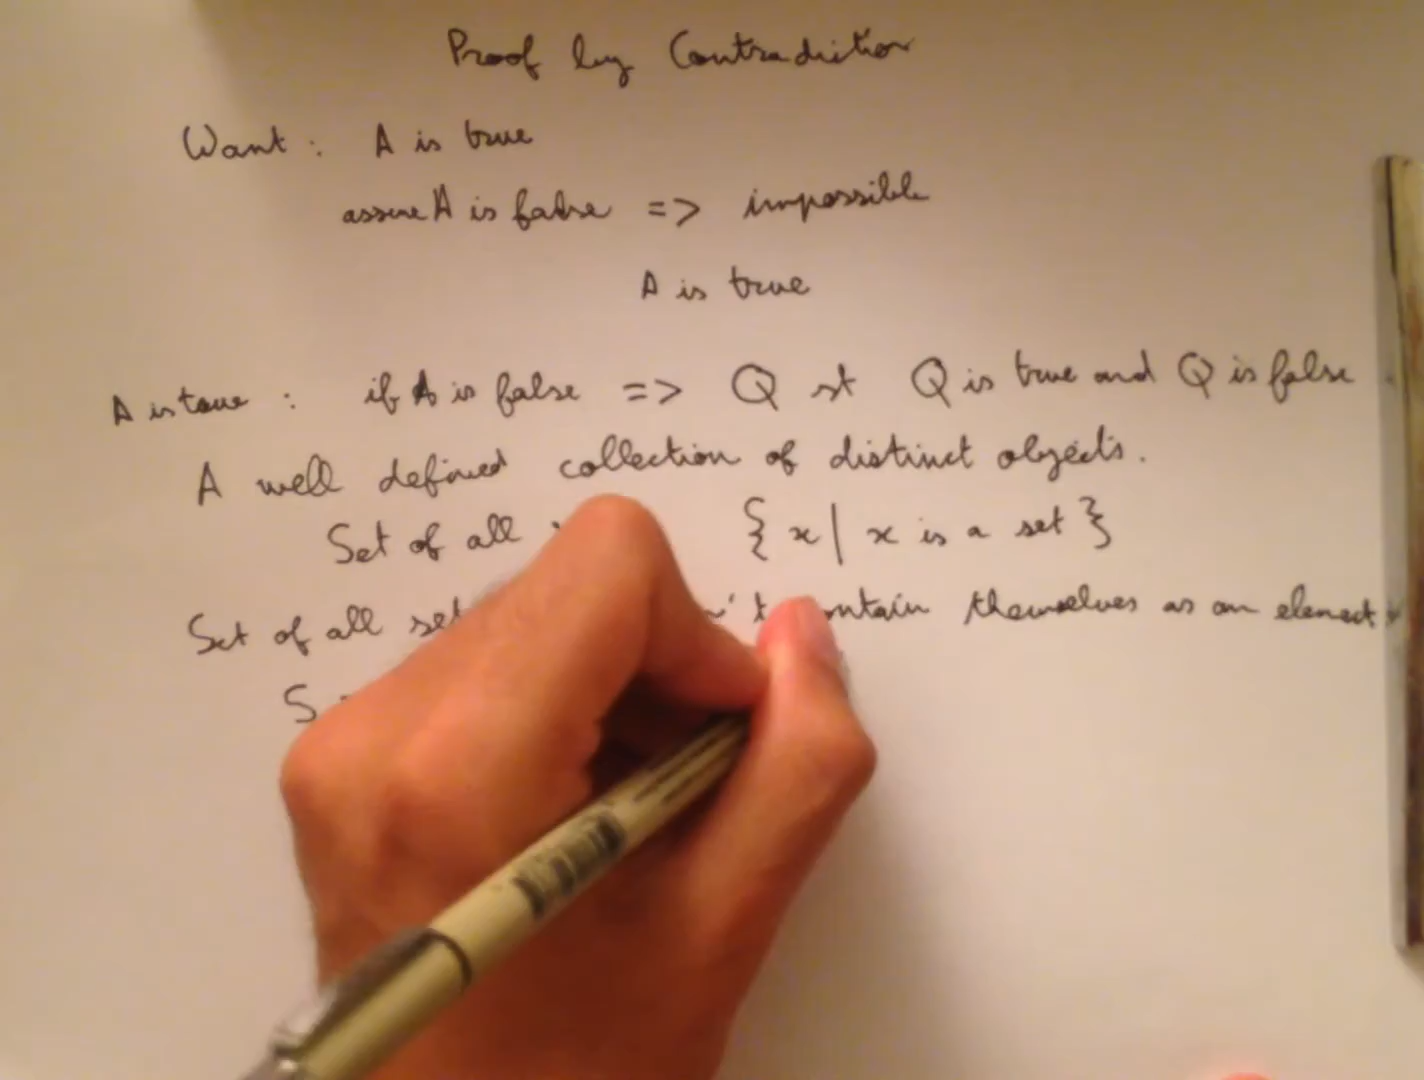 Proof by Contradiction
Want : A is true
assume A is false => impossible
A is true
A is true : if A is false => Q st Q is true and Q is false
A well defined collection of distinct objects.
Set of all { x | x is a set }
Set of all contain themselves as an element
S